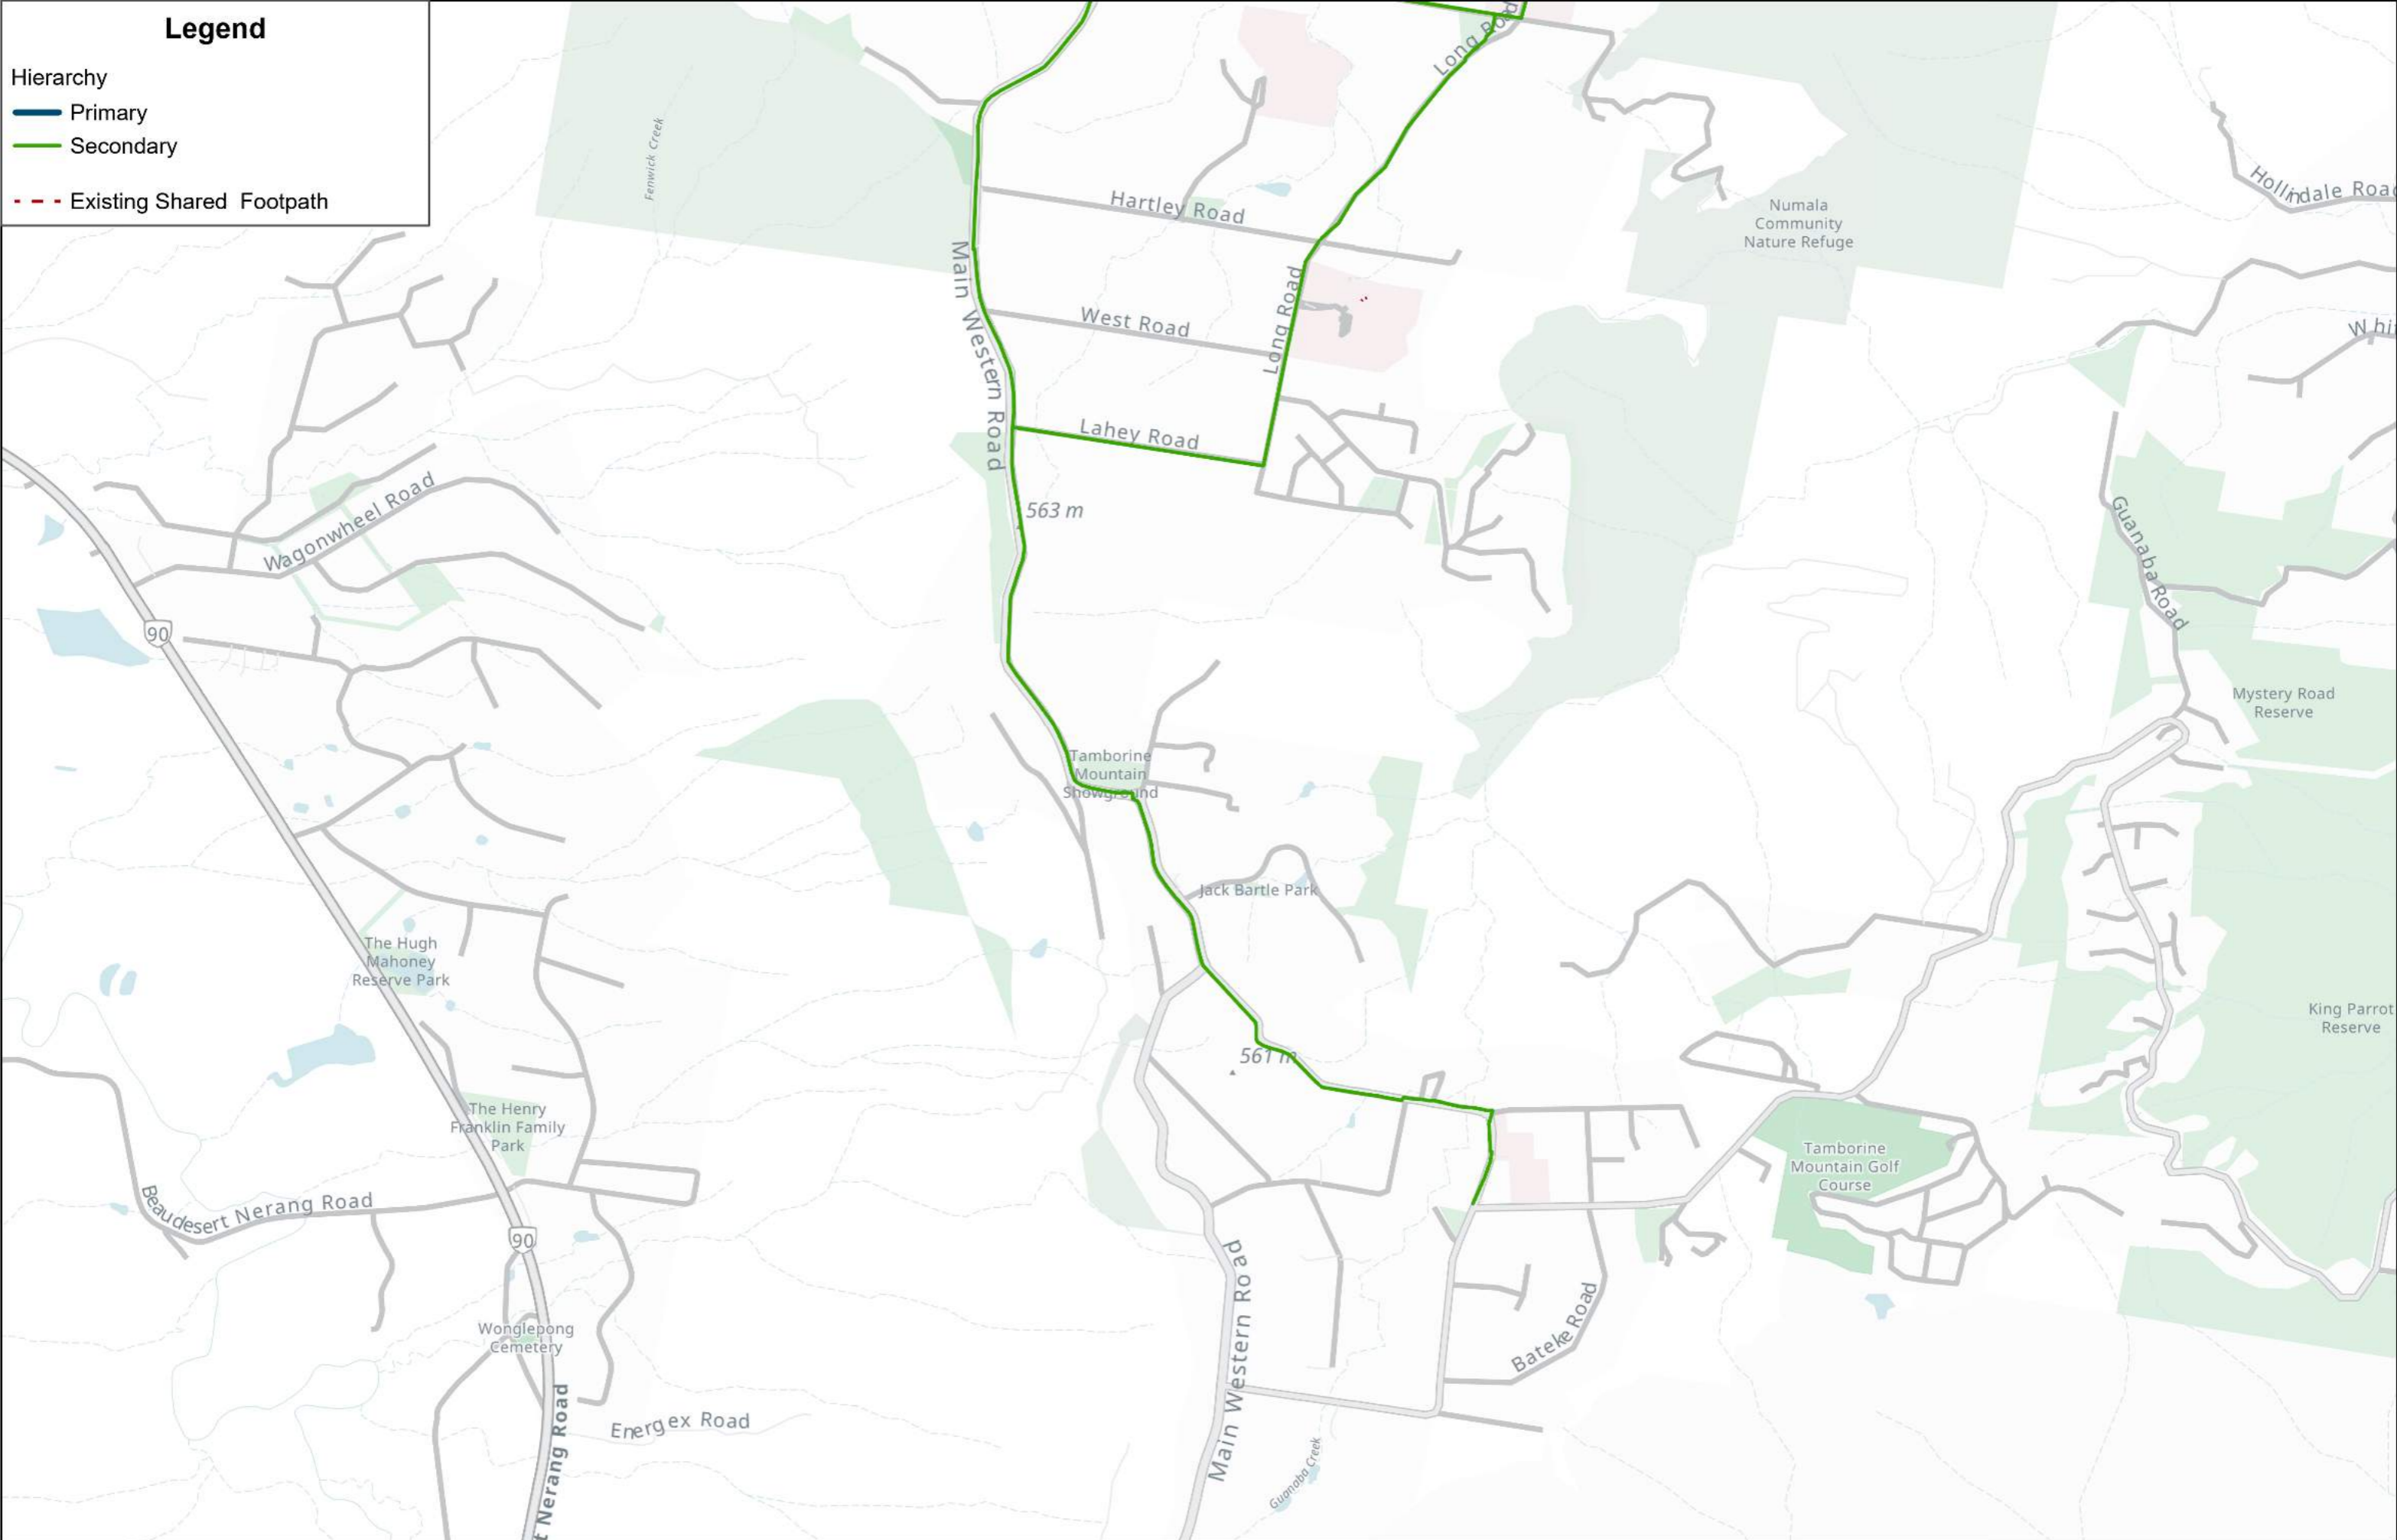 Legend
Hierarchy
Primary
Secondary
Existing Shared Footpath
Long Road
Fenwick Creek
Hartley Road
Numala
Community
Nature Refuge
Hollindale Road
Main Western Road
West Road
Long Road
Whi
Lahey Road
Wagonwheel Road
563 m
Guanaba Road
90
Mystery Road
Reserve
Tamborine
Mountain
Showground
Jack Bartle Park
The Hugh
Mahoney
Reserve Park
King Parrot
Reserve
561 m
The Henry
Franklin Family
Park
Tamborine
Mountain Golf
Course
Beaudesert Nerang Road
90
Main Western Road
Bateke Road
Wonglepong
Cemetery
Energex Road
t Nerang Road
Guanaba Creek